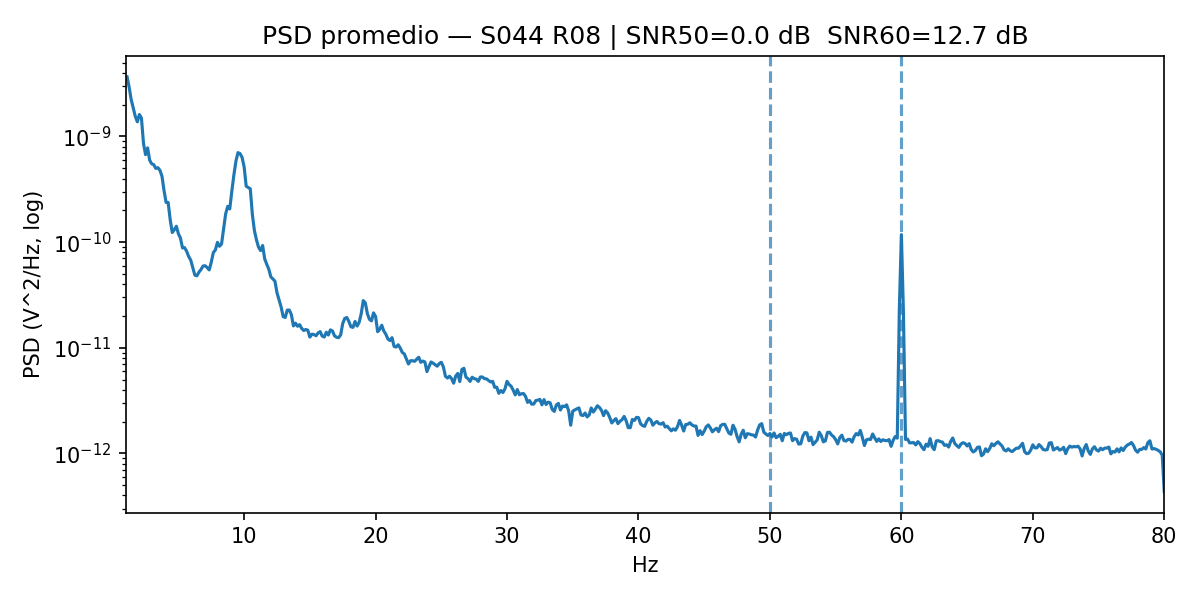 PSD promedio — S044 R08 | SNR50=0.0 dB  SNR60=12.7 dB
PSD (V^2/Hz, log)
10⁻⁹
10⁻¹⁰
10⁻¹¹
10⁻¹²
10 20 30 40 50 60 70 80
Hz